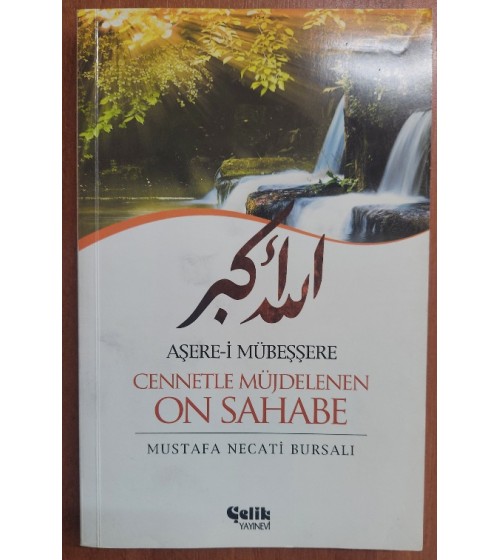 الله أكبر
AŞERE-İ MÜBEŞŞERE
CENNETLE MÜJDELENEN
ON SAHABE
MUSTAFA NECATİ BURSALI
Çelik
YAYINEVİ